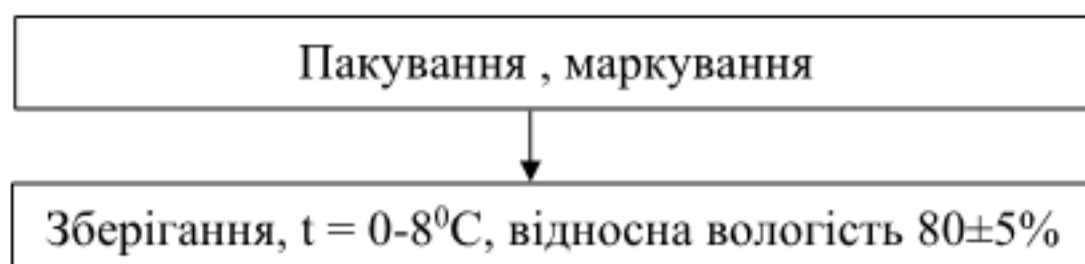 Пакування , маркування
Зберігання, t = 0-8⁰С, відносна вологість 80±5%